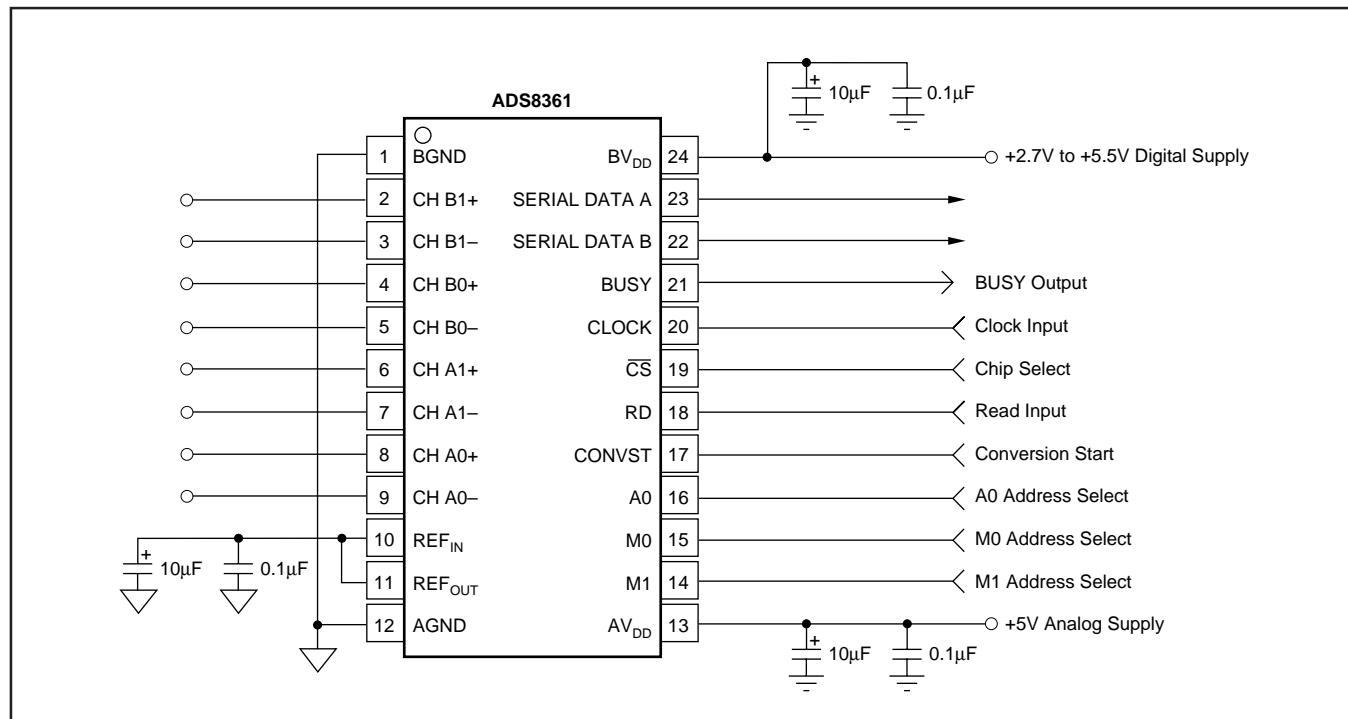 ADS8361
+
10µF
0.1µF
1
BGND
BVDD
24
+2.7V to +5.5V Digital Supply
2
CH B1+
SERIAL DATA A
23
3
CH B1–
SERIAL DATA B
22
4
CH B0+
BUSY
21
BUSY Output
5
CH B0–
CLOCK
20
Clock Input
6
CH A1+
CS
19
Chip Select
7
CH A1–
RD
18
Read Input
8
CH A0+
CONVST
17
Conversion Start
9
CH A0–
A0
16
A0 Address Select
+
10µF
0.1µF
10
REFIN
M0
15
M0 Address Select
11
REFOUT
M1
14
M1 Address Select
12
AGND
AVDD
13
+5V Analog Supply
+
10µF
0.1µF